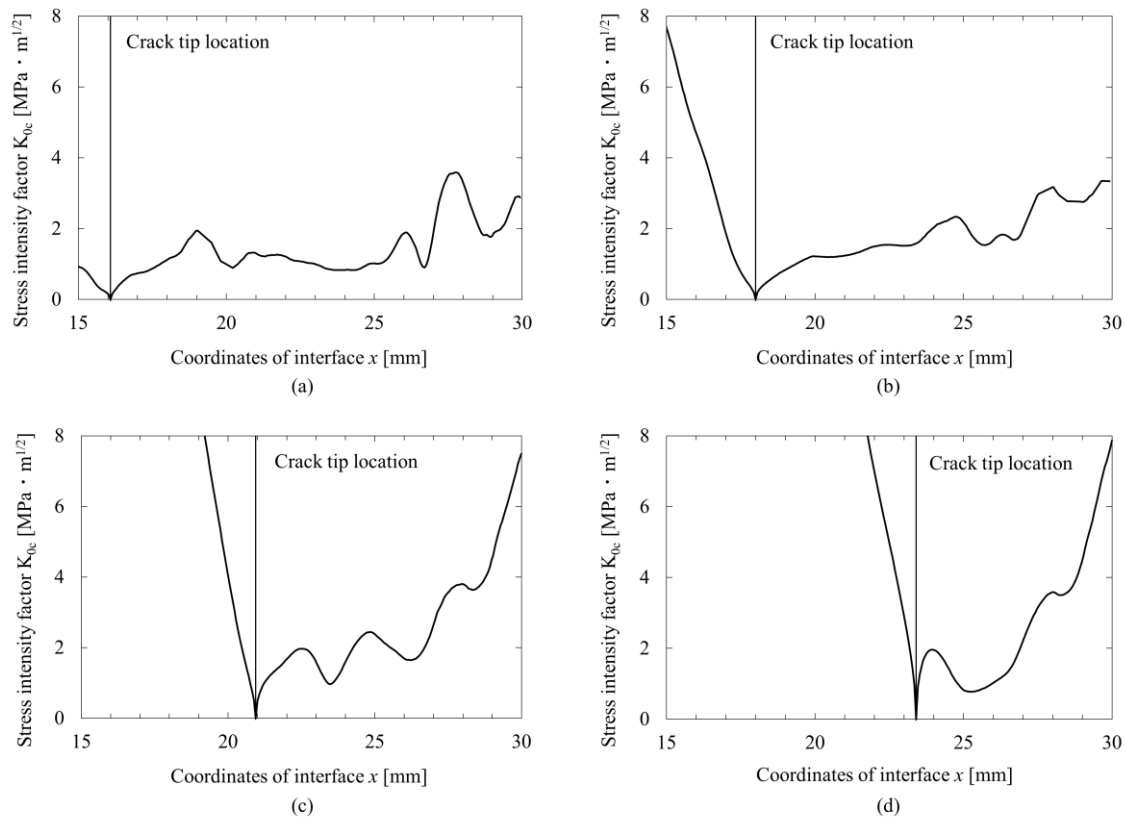 Stress intensity factor K0c [MPa・m1/2]
8
6
4
2
0
Crack tip location
15
20
25
30
Coordinates of interface x [mm]
(a)
Stress intensity factor K0c [MPa・m1/2]
8
6
4
2
0
Crack tip location
15
20
25
30
Coordinates of interface x [mm]
(b)
Stress intensity factor K0c [MPa・m1/2]
8
6
4
2
0
Crack tip location
15
20
25
30
Coordinates of interface x [mm]
(c)
Stress intensity factor K0c [MPa・m1/2]
8
6
4
2
0
Crack tip location
15
20
25
30
Coordinates of interface x [mm]
(d)